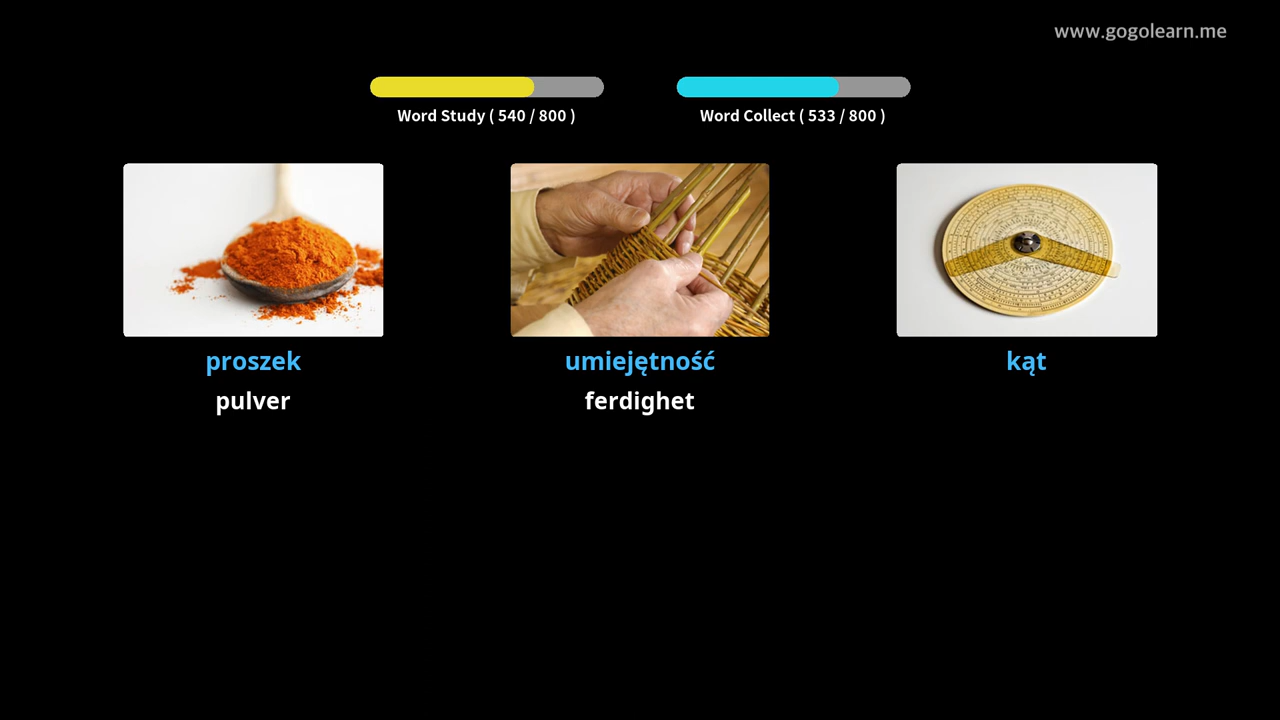 www.gogolearn.me
Word Study ( 540 / 800 )
Word Collect ( 533 / 800 )
proszek
umiejętność
kąt
pulver
ferdighet